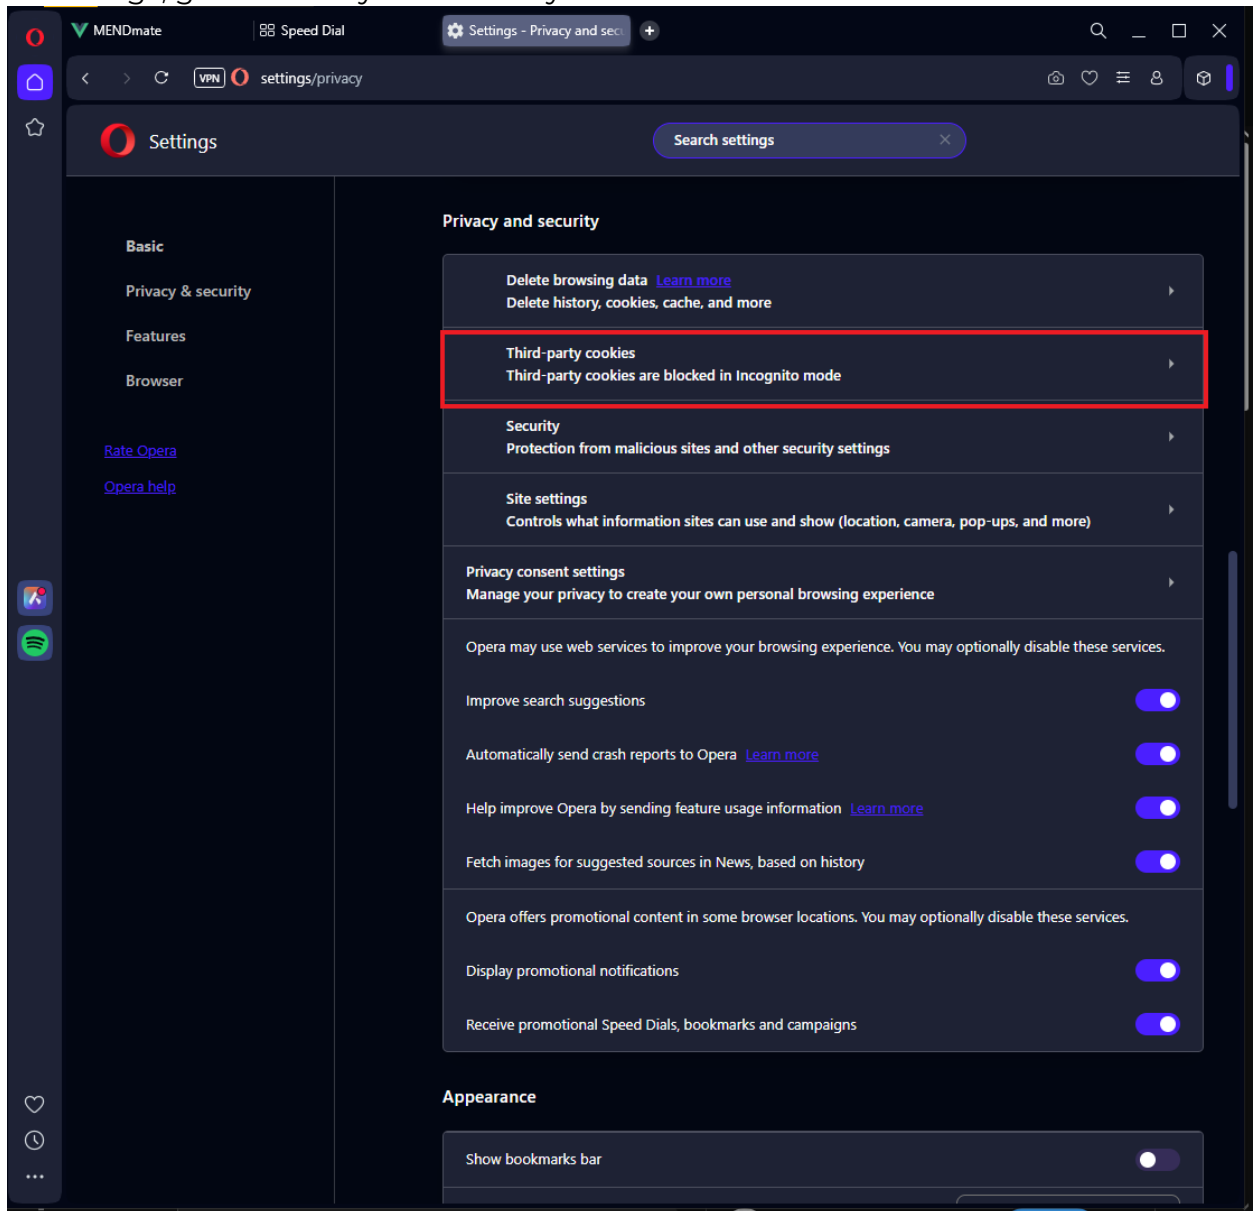 MENDmate
Speed Dial
Settings - Privacy and sec
VPN
settings/privacy
Settings
Search settings
Basic
Privacy & security
Features
Browser
Rate Opera
Opera help
Privacy and security
Delete browsing data Learn more
Delete history, cookies, cache, and more
Third-party cookies
Third-party cookies are blocked in Incognito mode
Security
Protection from malicious sites and other security settings
Site settings
Controls what information sites can use and show (location, camera, pop-ups, and more)
Privacy consent settings
Manage your privacy to create your own personal browsing experience
Opera may use web services to improve your browsing experience. You may optionally disable these services.
Improve search suggestions
Automatically send crash reports to Opera Learn more
Help improve Opera by sending feature usage information Learn more
Fetch images for suggested sources in News, based on history
Opera offers promotional content in some browser locations. You may optionally disable these services.
Display promotional notifications
Receive promotional Speed Dials, bookmarks and campaigns
Appearance
Show bookmarks bar